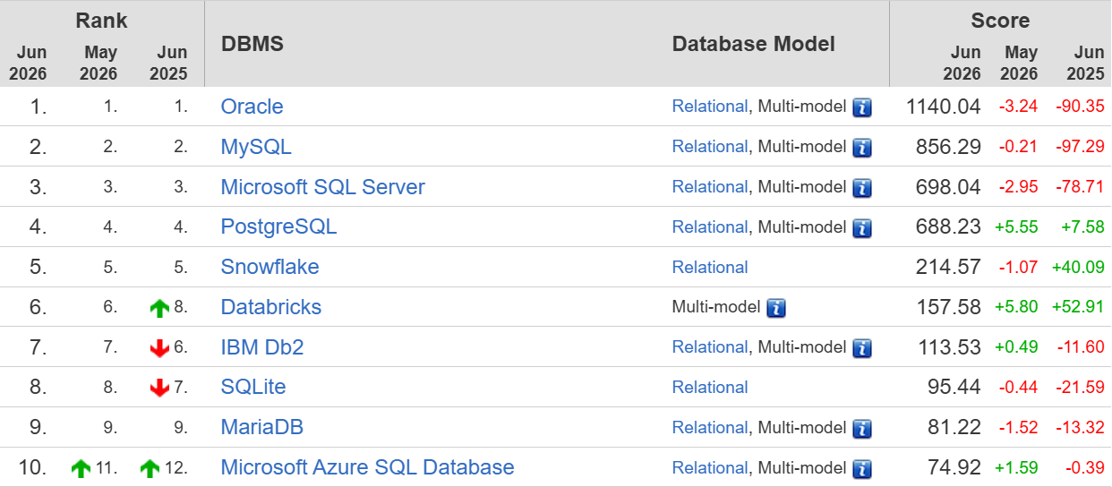 Rank Score
Jun May Jun DBMS Database Model Jun May Jun
2026 2026 2025 2026 2026 2025
1. 1. 1. Oracle Relational, Multi-model i 1140.04 -3.24 -90.35
2. 2. 2. MySQL Relational, Multi-model i 856.29 -0.21 -97.29
3. 3. 3. Microsoft SQL Server Relational, Multi-model i 698.04 -2.95 -78.71
4. 4. 4. PostgreSQL Relational, Multi-model i 688.23 +5.55 +7.58
5. 5. 5. Snowflake Relational 214.57 -1.07 +40.09
6. 6. 8. Databricks Multi-model i 157.58 +5.80 +52.91
7. 7. 6. IBM Db2 Relational, Multi-model i 113.53 +0.49 -11.60
8. 8. 7. SQLite Relational 95.44 -0.44 -21.59
9. 9. 9. MariaDB Relational, Multi-model i 81.22 -1.52 -13.32
10. 11. 12. Microsoft Azure SQL Database Relational, Multi-model i 74.92 +1.59 -0.39